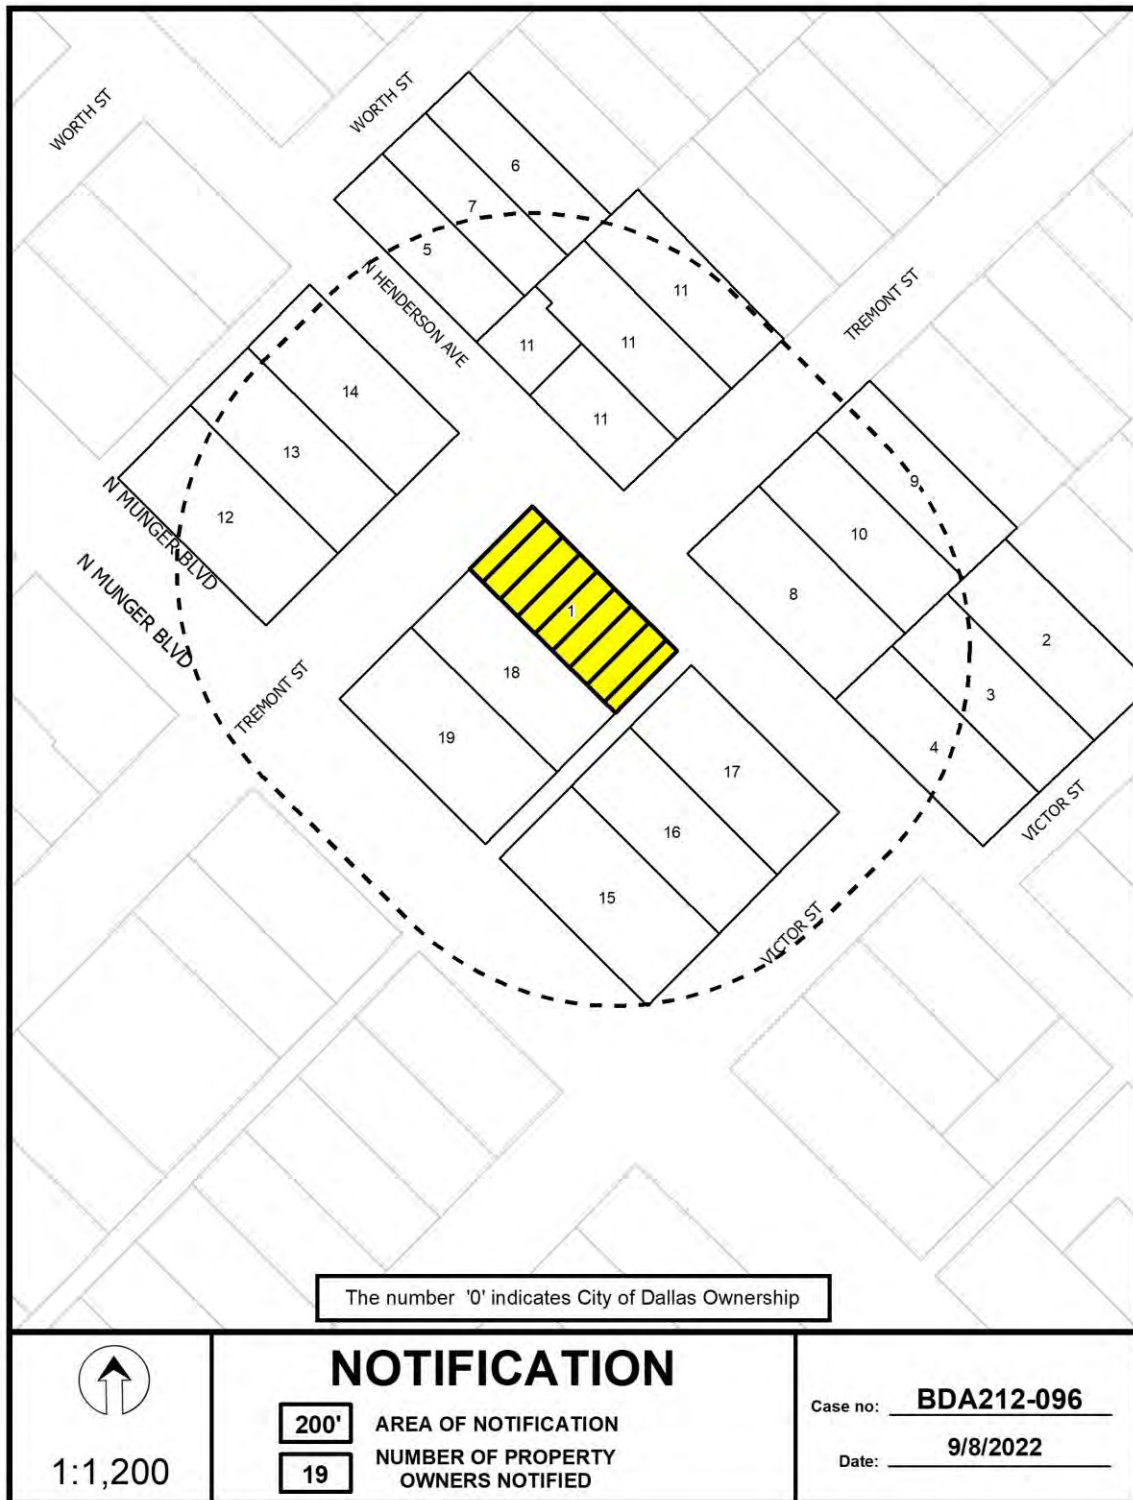 WORTH ST
WORTH ST
6
7
5
N HENDERSON AVE
11
11
11
11
TREMONT ST
14
13
12
N MUNGER BLVD
N MUNGER BLVD
9
10
8
1
2
3
4
18
19
TREMONT ST
17
16
15
VICTOR ST
VICTOR ST
The number '0' indicates City of Dallas Ownership
1:1,200
NOTIFICATION
200' AREA OF NOTIFICATION
19 NUMBER OF PROPERTY
OWNERS NOTIFIED
Case no: BDA212-096
Date: 9/8/2022